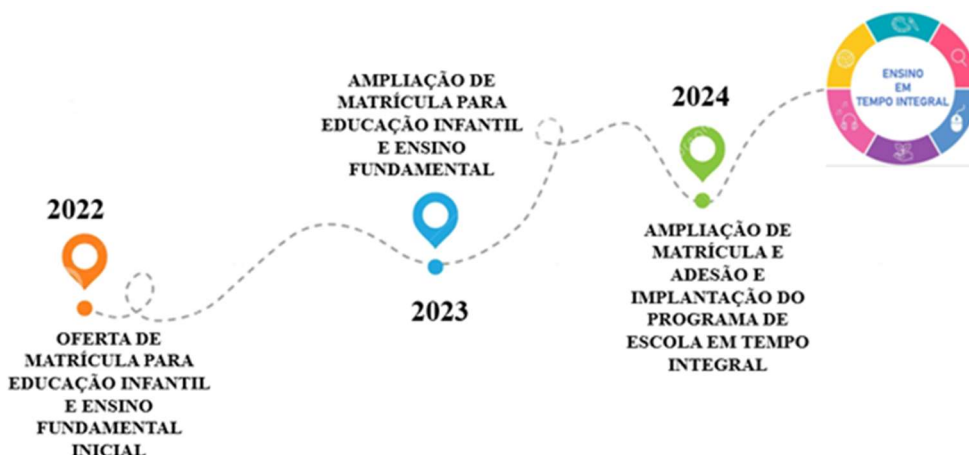 2022
OFERTA DE
MATRÍCULA PARA
EDUCAÇÃO INFANTIL
E ENSINO
FUNDAMENTAL
INICIAL
AMPLIAÇÃO DE
MATRÍCULA PARA
EDUCAÇÃO INFANTIL
E ENSINO
FUNDAMENTAL
2023
2024
AMPLIAÇÃO DE
MATRÍCULA E
ADESÃO E
IMPLANTAÇÃO DO
PROGRAMA DE
ESCOLA EM TEMPO
INTEGRAL
ENSINO
EM
TEMPO INTEGRAL